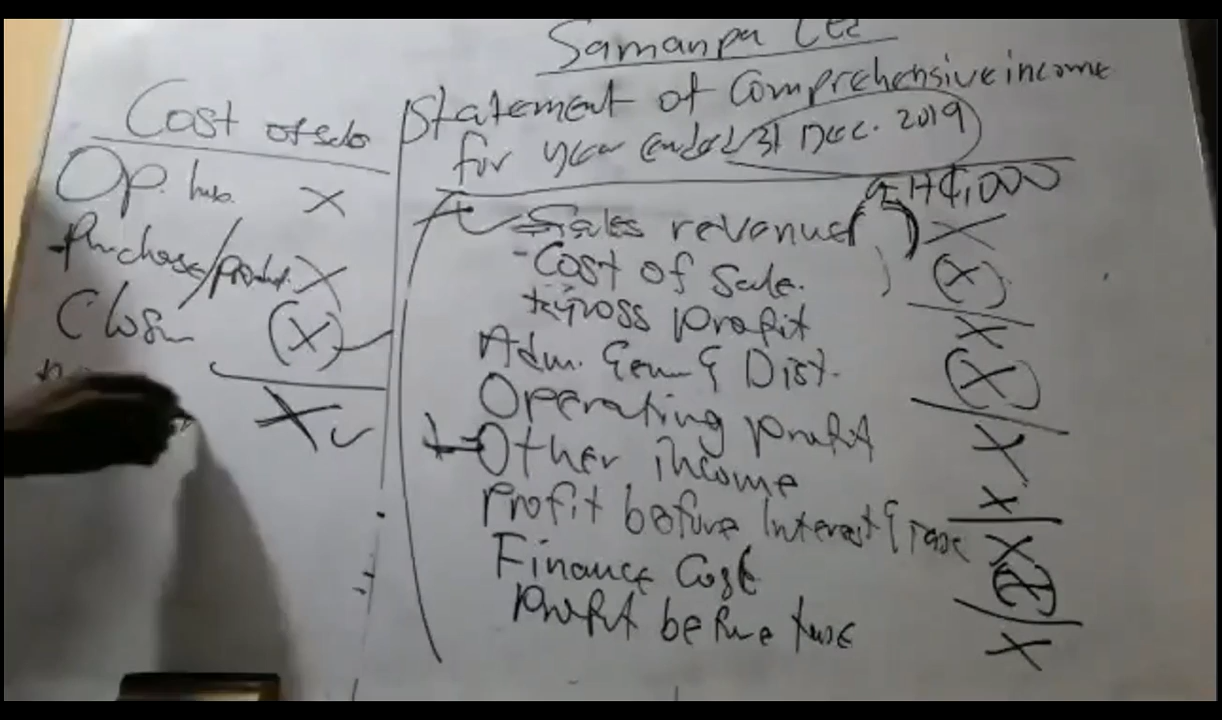 Samanpa Ltd
Statement of Comprehensive income
for year ended 31 Dec. 2019
GH₵,000
Sales revenue X
-Cost of Sale. (X)
Gross profit X
Adm. Gen & Dist. (X)
Operating profit X
+ Other income X
Profit before Interest & Tax X
Finance Cost (X)
Profit before tax X
Cost of sale
Op. Inv. X
Purchase/product. X
Closin (X)
X